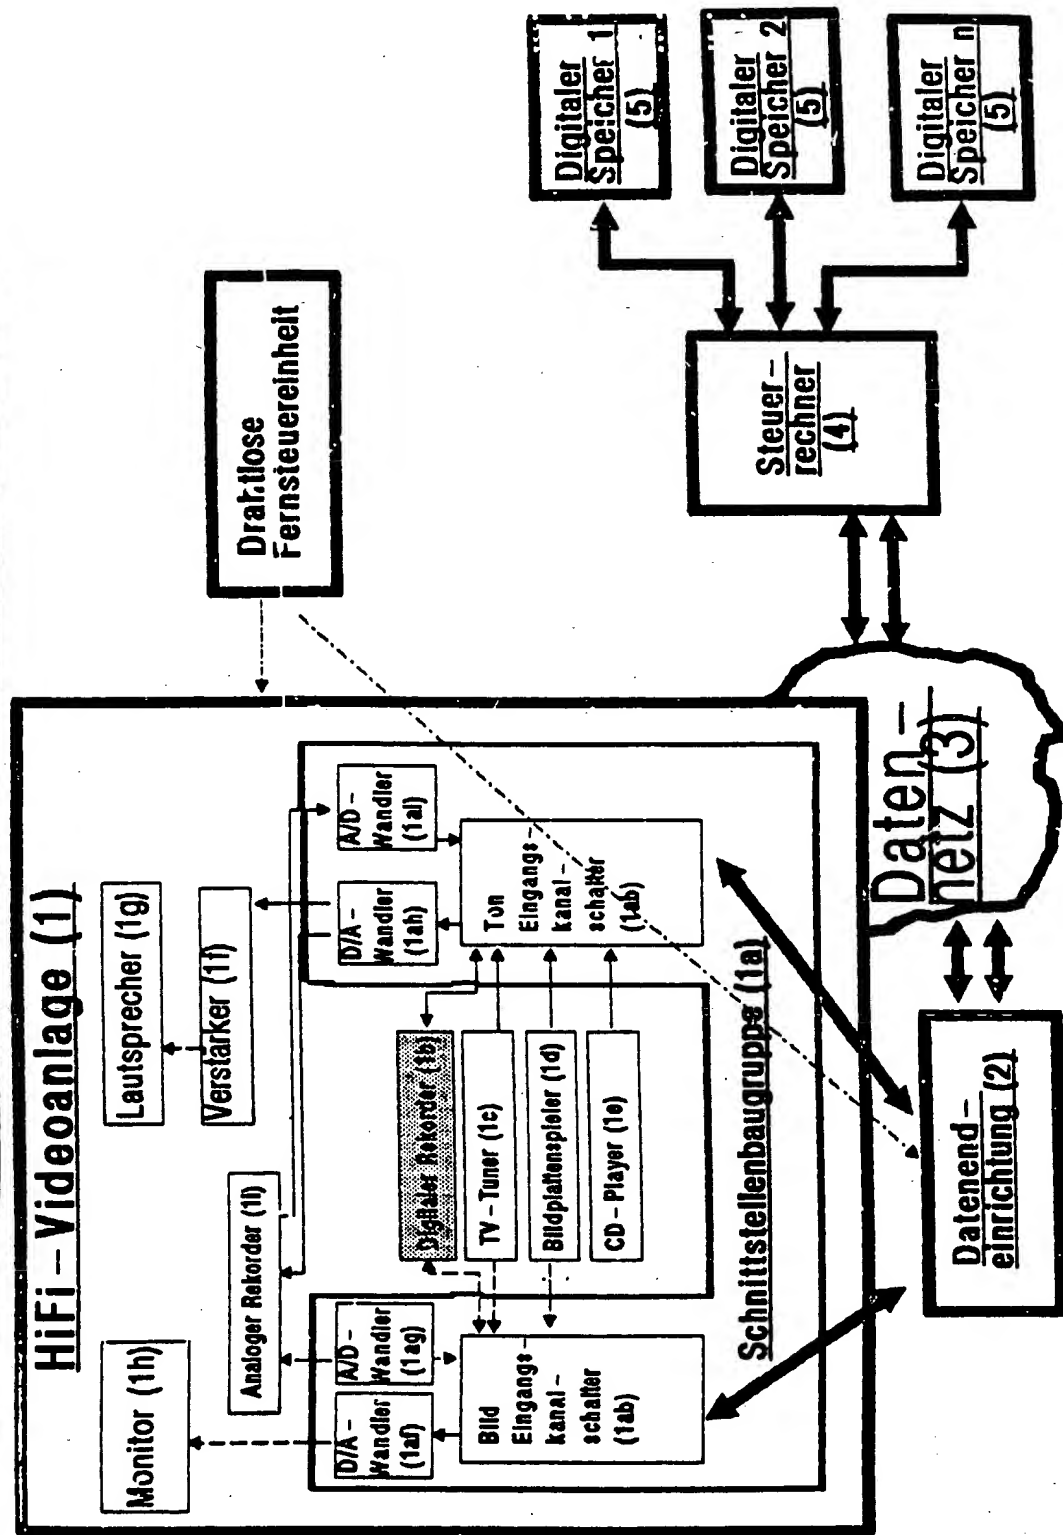 HiFi – Videoanlage (1)
Monitor (1h)
Lautsprecher (1g)
Verstärker (1f)
Analoger Rekorder (1i)
D/A –
Wandler
(1af)
A/D –
Wandler
(1ag)
D/A –
Wandler
(1ah)
A/D –
Wandler
(1ai)
Bild
Eingangs–
kanal –
schalter
(1ab)
Digitaler Rekorder (1b)
TV – Tuner (1c)
Bildplattenspieler (1d)
CD – Player (1e)
Ton
Eingangs–
kanal –
schalter
(1ab)
Schnittstellenbaugruppe (1a)
Drahtlose
Fernsteuereinheit
Datenend–
einrichtung (2)
Daten–
netz (3)
Steuer–
rechner
(4)
Digitaler
Speicher 1
(5)
Digitaler
Speicher 2
(5)
Digitaler
Speicher n
(5)